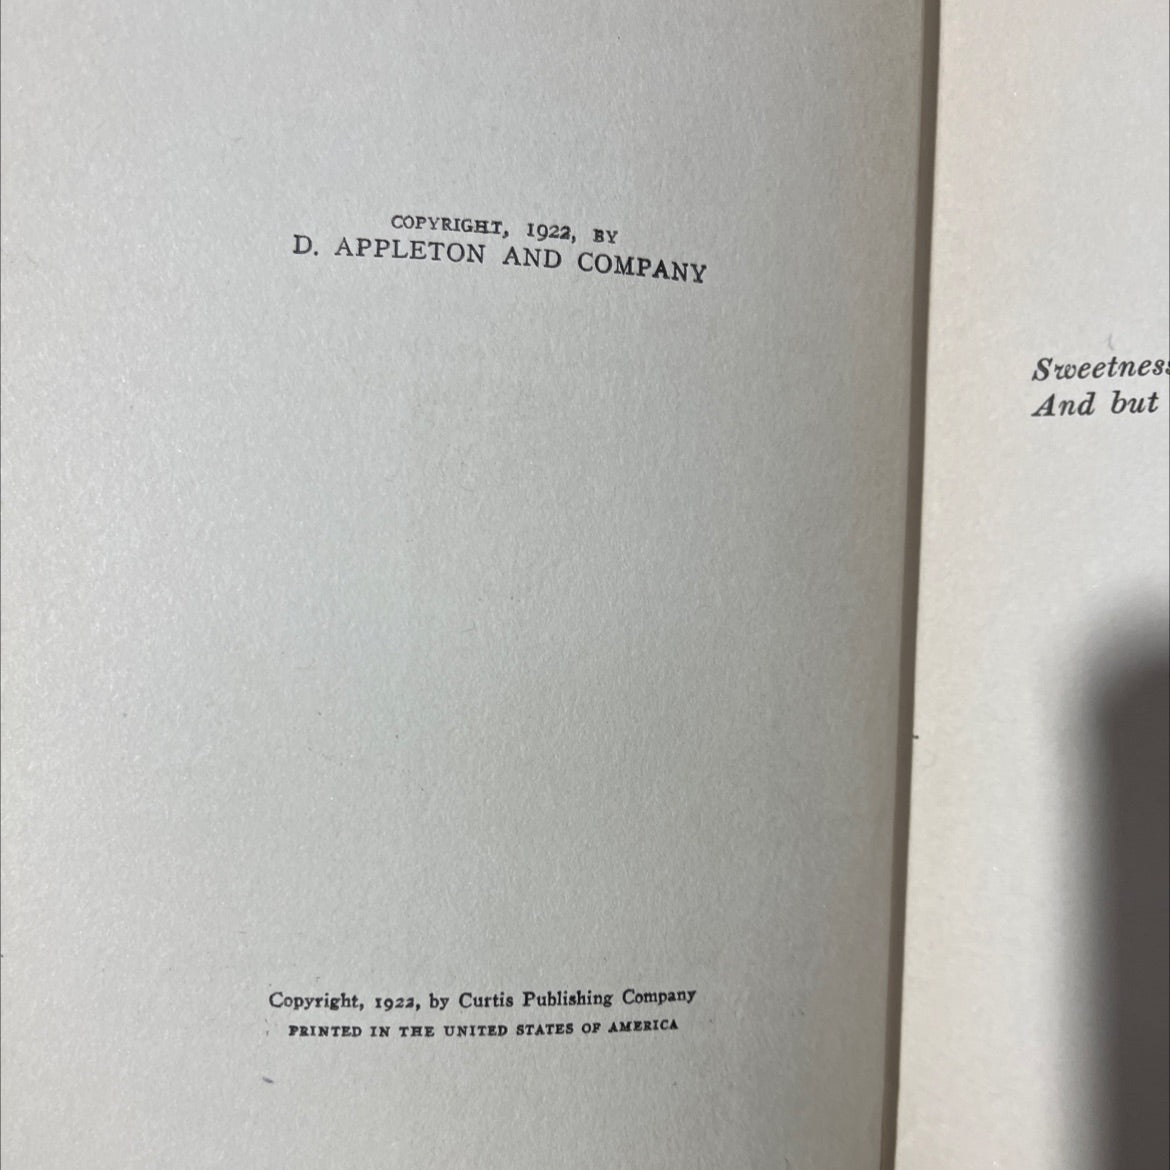 COPYRIGHT, 1922, BY
D. APPLETON AND COMPANY
Copyright, 1922, by Curtis Publishing Company
PRINTED IN THE UNITED STATES OF AMERICA
Sweetness
And but